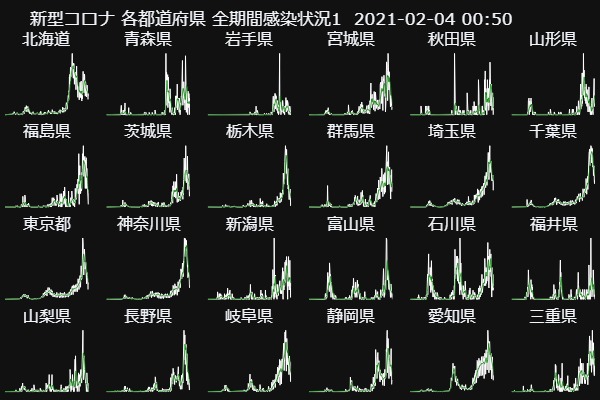 新型コロナ 各都道府県 全期間感染状況1 2021-02-04 00:50
北海道 青森県 岩手県 宮城県 秋田県 山形県
福島県 茨城県 栃木県 群馬県 埼玉県 千葉県
東京都 神奈川県 新潟県 富山県 石川県 福井県
山梨県 長野県 岐阜県 静岡県 愛知県 三重県